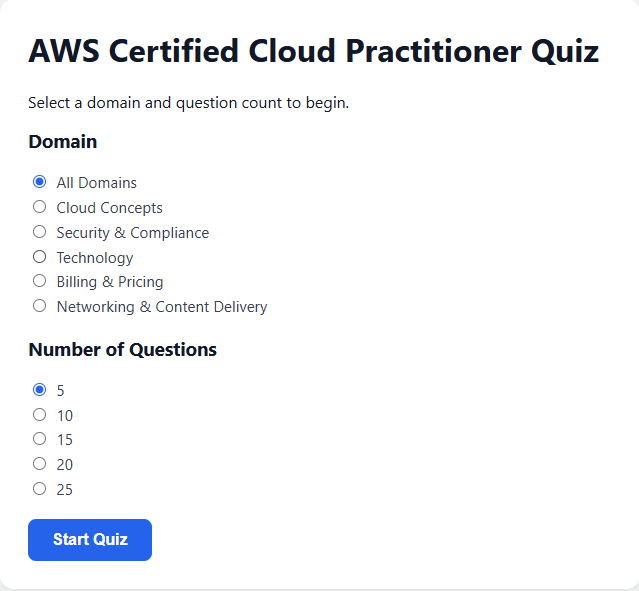 AWS Certified Cloud Practitioner Quiz
Select a domain and question count to begin.
Domain
All Domains
Cloud Concepts
Security & Compliance
Technology
Billing & Pricing
Networking & Content Delivery
Number of Questions
5
10
15
20
25
Start Quiz